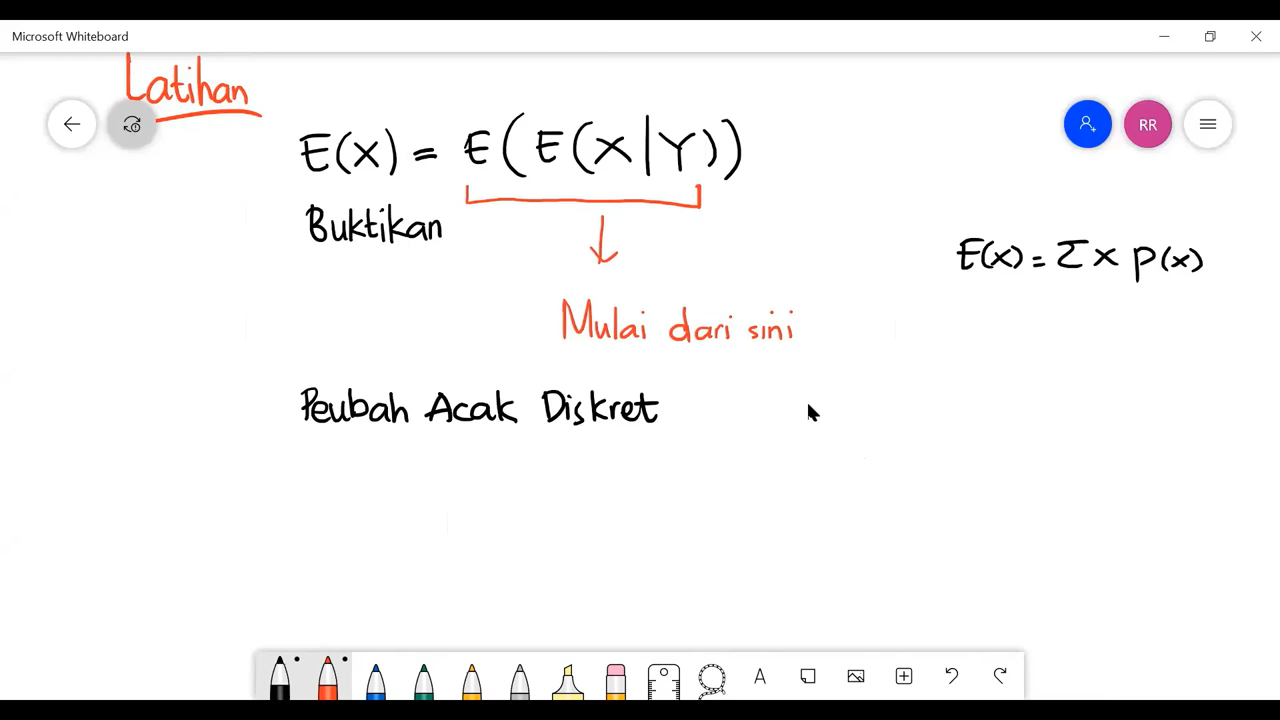 Microsoft Whiteboard
Latihan
RR
E(X) = E(E(X|Y))
Buktikan
E(x) = Σ x p(x)
Mulai dari sini
Peubah Acak Diskret
A